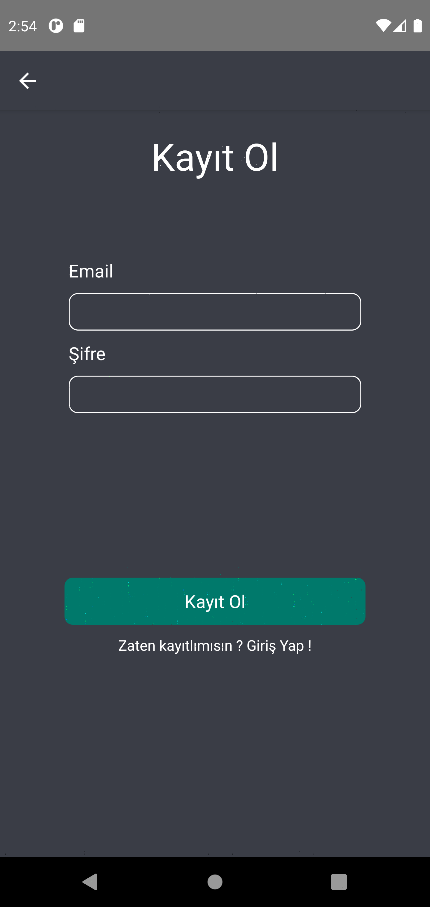 2:54
Kayıt Ol
Email
Şifre
Kayıt Ol
Zaten kayıtlımısın ? Giriş Yap !